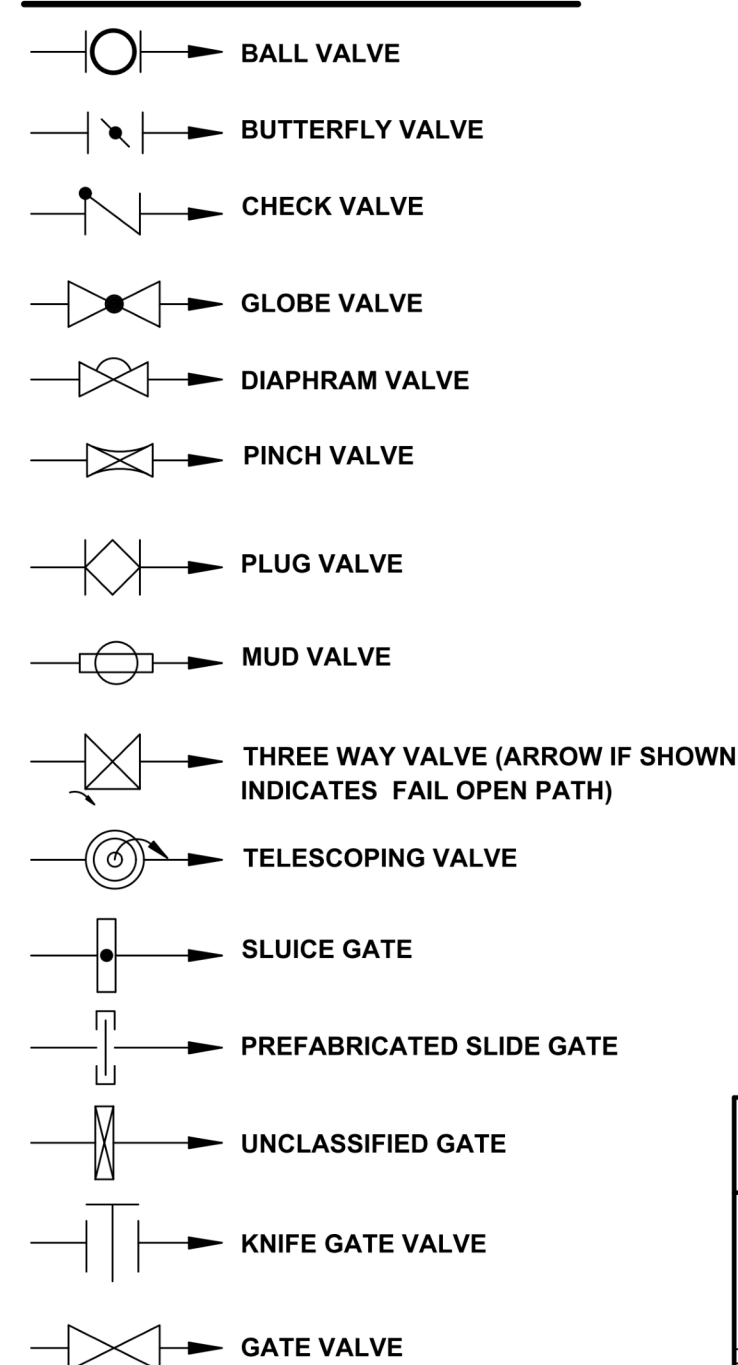 BALL VALVE
BUTTERFLY VALVE
CHECK VALVE
GLOBE VALVE
DIAPHRAM VALVE
PINCH VALVE
PLUG VALVE
MUD VALVE
THREE WAY VALVE (ARROW IF SHOWN
INDICATES FAIL OPEN PATH)
TELESCOPING VALVE
SLUICE GATE
PREFABRICATED SLIDE GATE
UNCLASSIFIED GATE
KNIFE GATE VALVE
GATE VALVE